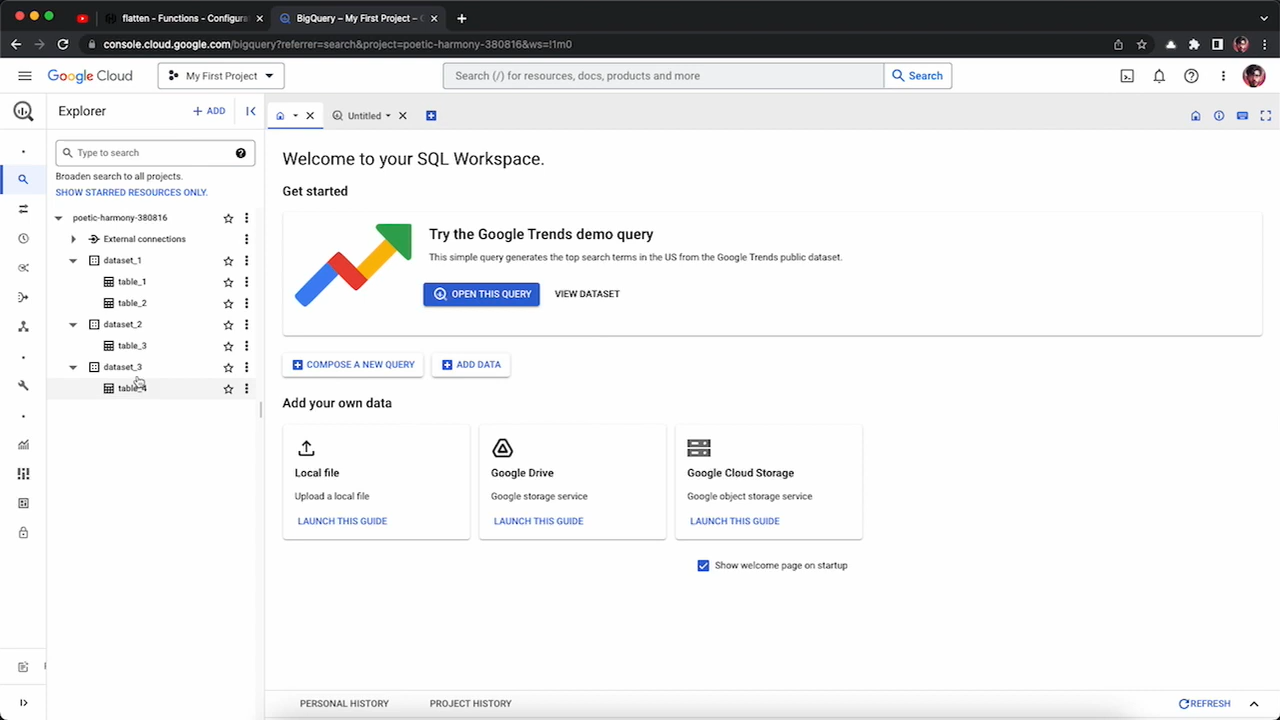 flatten - Functions - Configura
BigQuery – My First Project –
console.cloud.google.com/bigquery?referrer=search&project=poetic-harmony-380816&ws=!1m0
Google Cloud
My First Project
Search (/) for resources, docs, products and more
Search
Explorer
+ ADD
Untitled
Type to search
Broaden search to all projects.
SHOW STARRED RESOURCES ONLY.
poetic-harmony-380816
External connections
dataset_1
table_1
table_2
dataset_2
table_3
dataset_3
table_4
Welcome to your SQL Workspace.
Get started
Try the Google Trends demo query
This simple query generates the top search terms in the US from the Google Trends public dataset.
OPEN THIS QUERY
VIEW DATASET
COMPOSE A NEW QUERY
ADD DATA
Add your own data
Local file
Upload a local file
LAUNCH THIS GUIDE
Google Drive
Google storage service
LAUNCH THIS GUIDE
Google Cloud Storage
Google object storage service
LAUNCH THIS GUIDE
Show welcome page on startup
PERSONAL HISTORY
PROJECT HISTORY
REFRESH